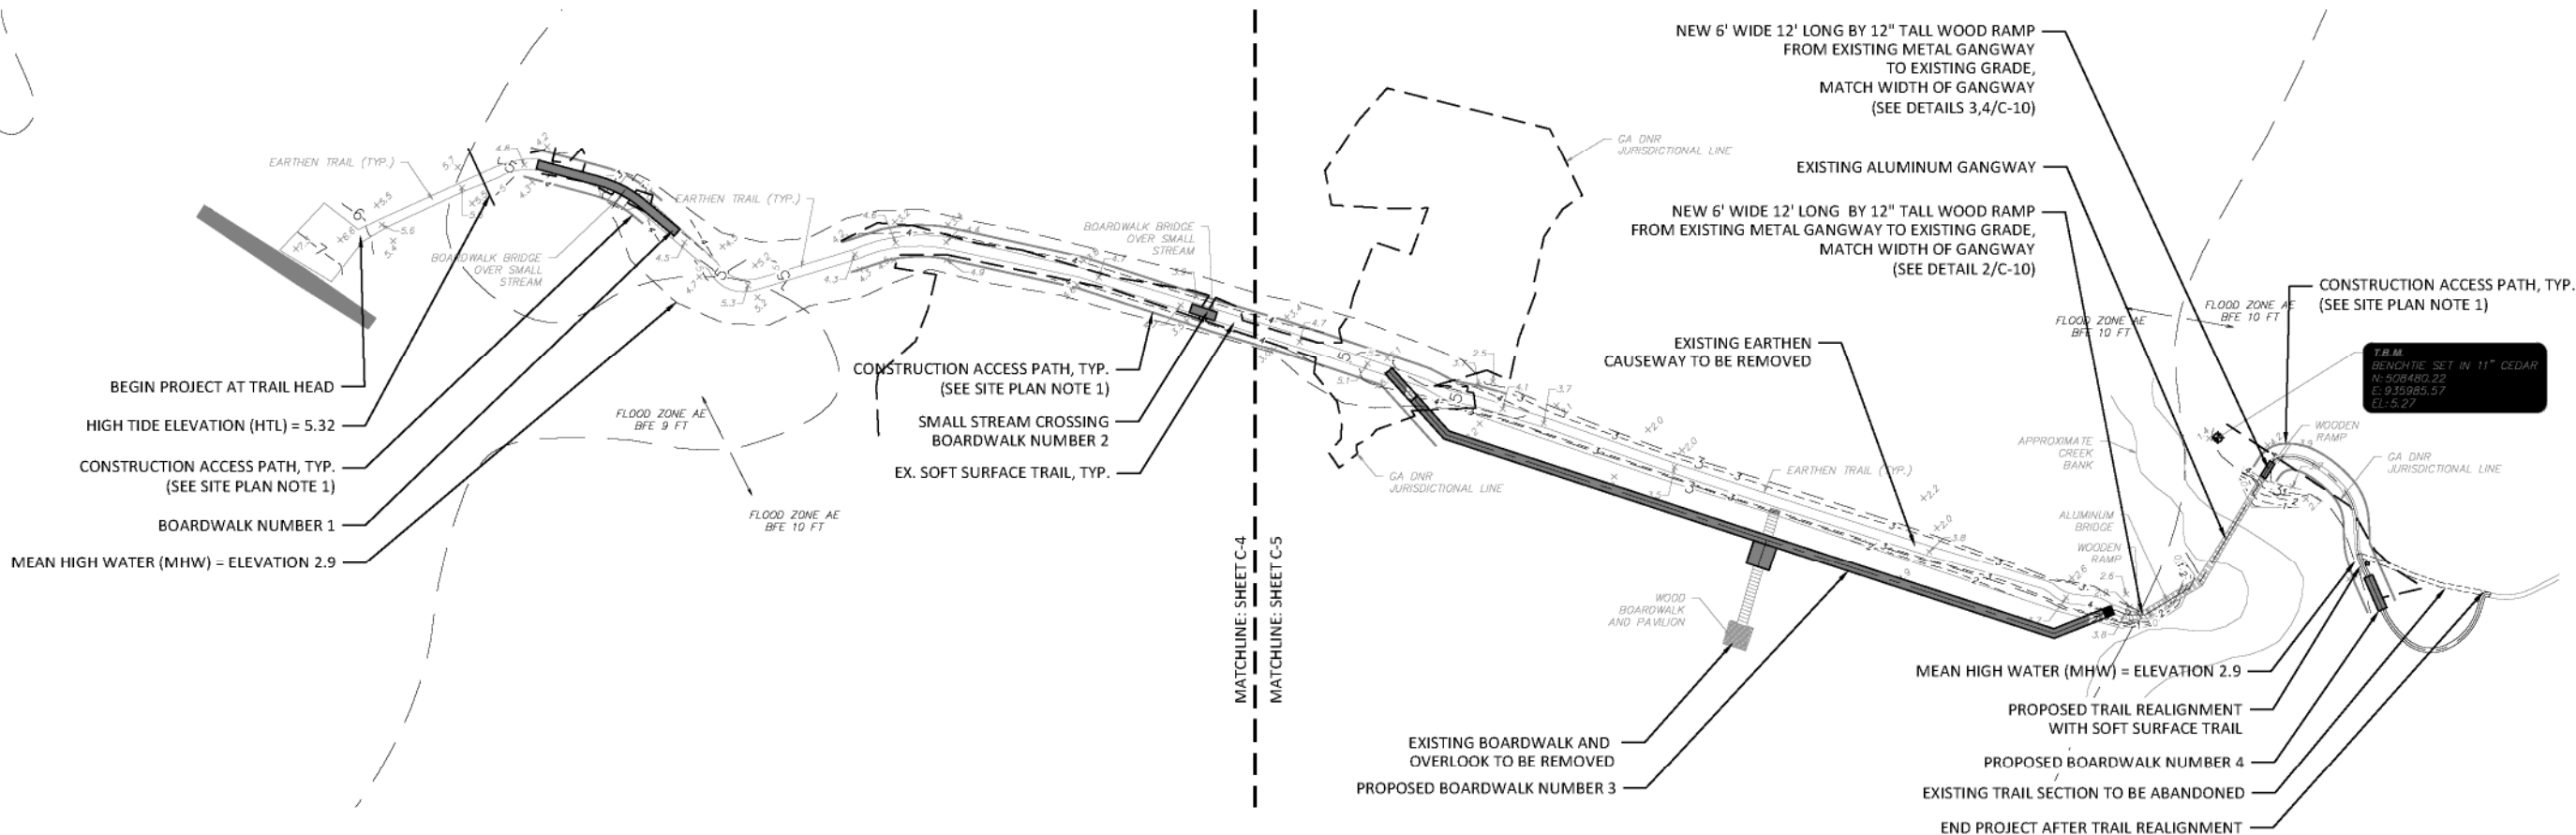 NEW 6' WIDE 12' LONG BY 12" TALL WOOD RAMP
FROM EXISTING METAL GANGWAY
TO EXISTING GRADE,
MATCH WIDTH OF GANGWAY
(SEE DETAILS 3,4/C-10)
EXISTING ALUMINUM GANGWAY
NEW 6' WIDE 12' LONG BY 12" TALL WOOD RAMP
FROM EXISTING METAL GANGWAY TO EXISTING GRADE,
MATCH WIDTH OF GANGWAY
(SEE DETAIL 2/C-10)
CONSTRUCTION ACCESS PATH, TYP.
(SEE SITE PLAN NOTE 1)
GA DNR
JURISDICTIONAL LINE
EARTHEN TRAIL (TYP.)
EARTHEN TRAIL (TYP.)
BOARDWALK BRIDGE
OVER SMALL
STREAM
BOARDWALK BRIDGE
OVER SMALL
STREAM
FLOOD ZONE AE
BFE 10 FT
FLOOD ZONE AE
BFE 10 FT
T.B.M.
BENCHTIE SET IN 11" CEDAR
N: 508480.22
E: 935985.57
EL: 5.27
EXISTING EARTHEN
CAUSEWAY TO BE REMOVED
BEGIN PROJECT AT TRAIL HEAD
HIGH TIDE ELEVATION (HTL) = 5.32
CONSTRUCTION ACCESS PATH, TYP.
(SEE SITE PLAN NOTE 1)
BOARDWALK NUMBER 1
MEAN HIGH WATER (MHW) = ELEVATION 2.9
FLOOD ZONE AE
BFE 9 FT
FLOOD ZONE AE
BFE 10 FT
CONSTRUCTION ACCESS PATH, TYP.
(SEE SITE PLAN NOTE 1)
SMALL STREAM CROSSING
BOARDWALK NUMBER 2
EX. SOFT SURFACE TRAIL, TYP.
MATCHLINE: SHEET C-4
MATCHLINE: SHEET C-5
GA DNR
JURISDICTIONAL LINE
EARTHEN TRAIL (TYP.)
APPROXIMATE
CREEK
BANK
WOODEN
RAMP
GA DNR
JURISDICTIONAL LINE
ALUMINUM
BRIDGE
WOODEN
RAMP
WOOD
BOARDWALK
AND PAVILION
EXISTING BOARDWALK AND
OVERLOOK TO BE REMOVED
PROPOSED BOARDWALK NUMBER 3
MEAN HIGH WATER (MHW) = ELEVATION 2.9
PROPOSED TRAIL REALIGNMENT
WITH SOFT SURFACE TRAIL
PROPOSED BOARDWALK NUMBER 4
EXISTING TRAIL SECTION TO BE ABANDONED
END PROJECT AFTER TRAIL REALIGNMENT